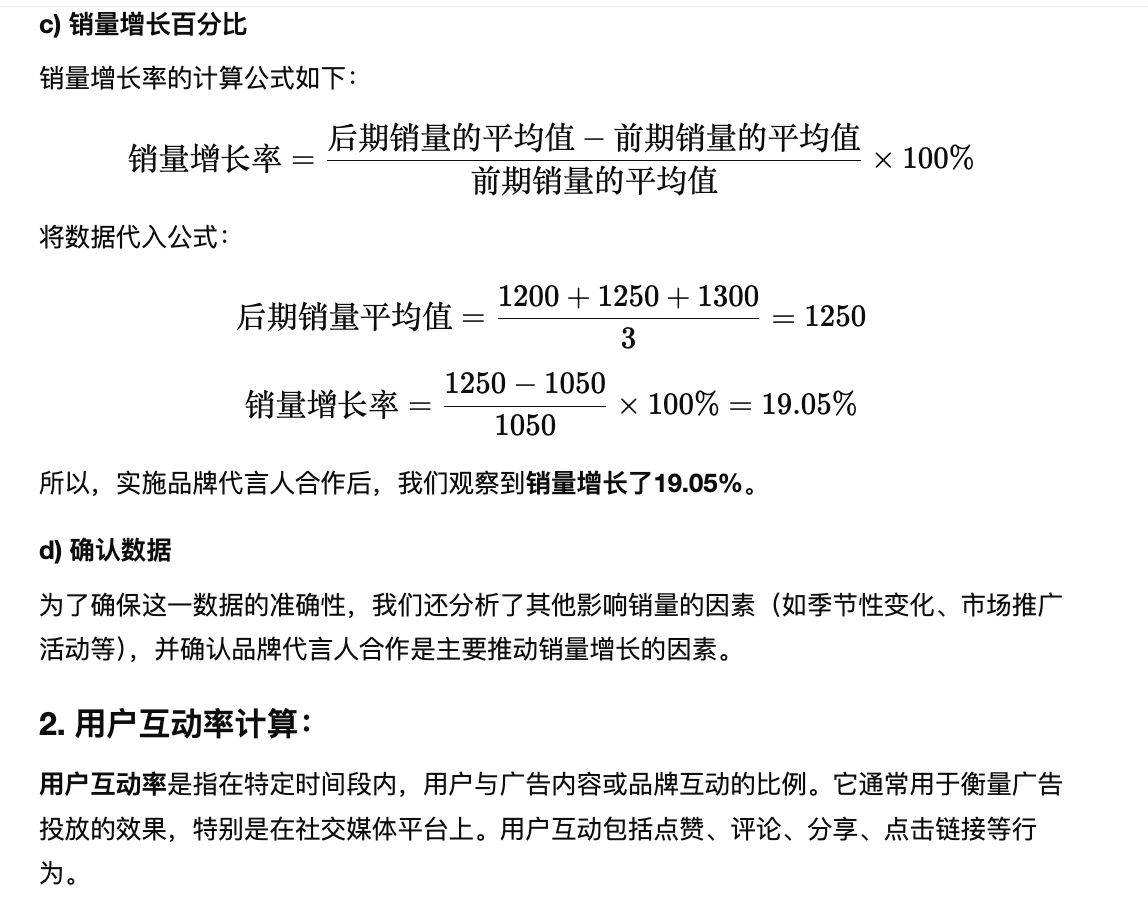 c) 销量增长百分比
销量增长率的计算公式如下：
销量增长率 = 后期销量的平均值 − 前期销量的平均值 / 前期销量的平均值 × 100%
将数据代入公式：
后期销量平均值 = 1200 + 1250 + 1300 / 3 = 1250
销量增长率 = 1250 − 1050 / 1050 × 100% = 19.05%
所以，实施品牌代言人合作后，我们观察到销量增长了19.05%。
d) 确认数据
为了确保这一数据的准确性，我们还分析了其他影响销量的因素（如季节性变化、市场推广
活动等），并确认品牌代言人合作是主要推动销量增长的因素。
2. 用户互动率计算：
用户互动率是指在特定时间段内，用户与广告内容或品牌互动的比例。它通常用于衡量广告
投放的效果，特别是在社交媒体平台上。用户互动包括点赞、评论、分享、点击链接等行
为。